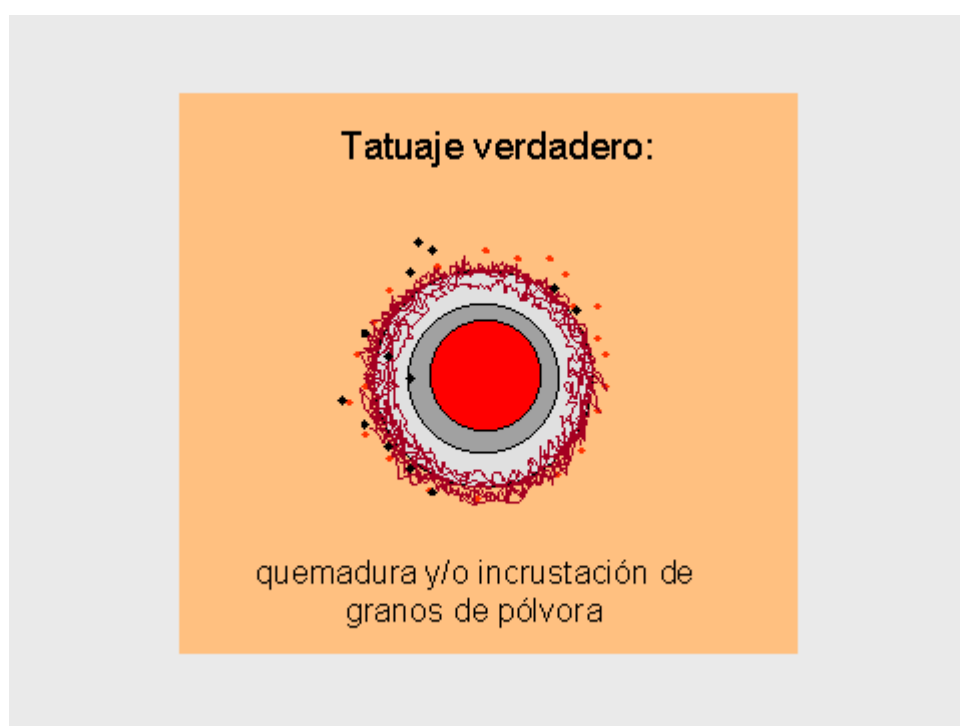 Tatuaje verdadero:
quemadura y/o incrustación de
granos de pólvora